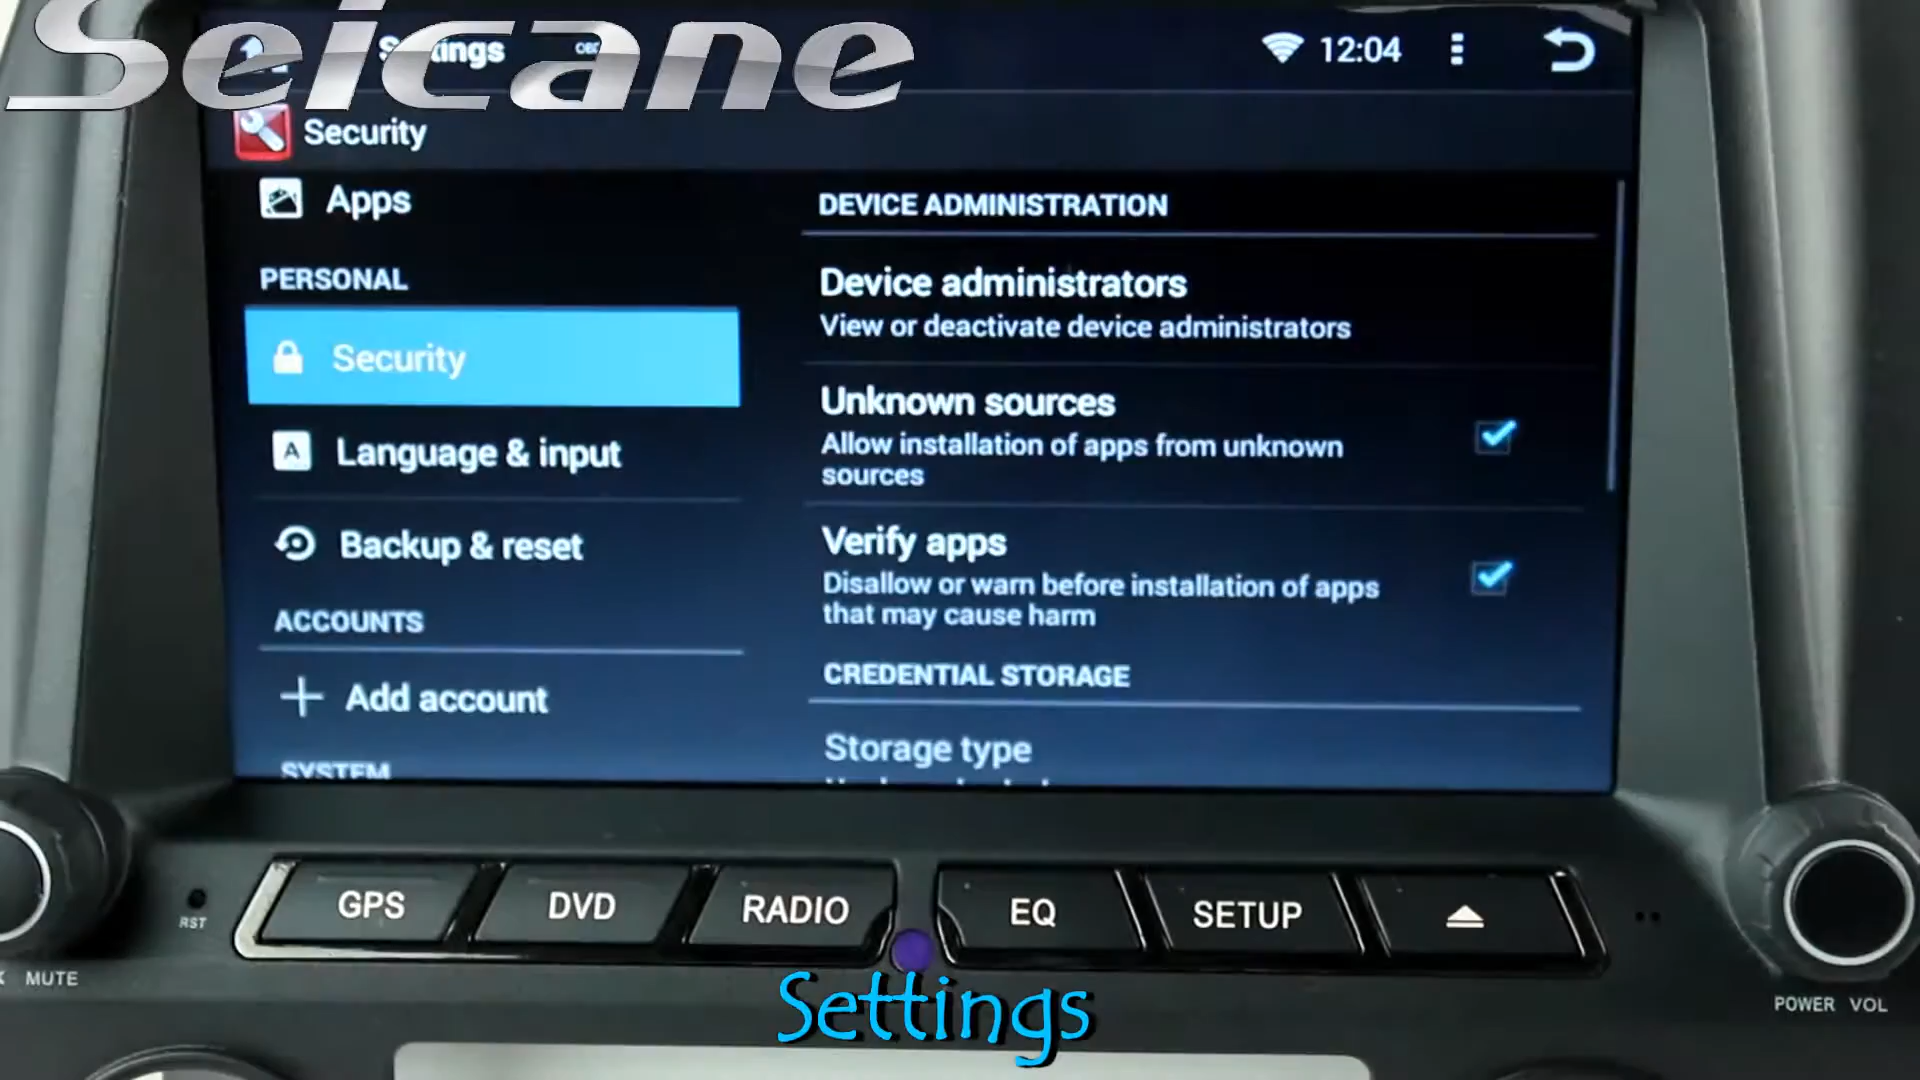 Seicane
Settings
12:04
Security
Apps
DEVICE ADMINISTRATION
PERSONAL
Device administrators
View or deactivate device administrators
Security
Unknown sources
Allow installation of apps from unknown
sources
Language & input
Verify apps
Disallow or warn before installation of apps
that may cause harm
Backup & reset
ACCOUNTS
CREDENTIAL STORAGE
Add account
Storage type
SYSTEM
GPS
DVD
RADIO
EQ
SETUP
RST
MUTE
POWER VOL
Settings